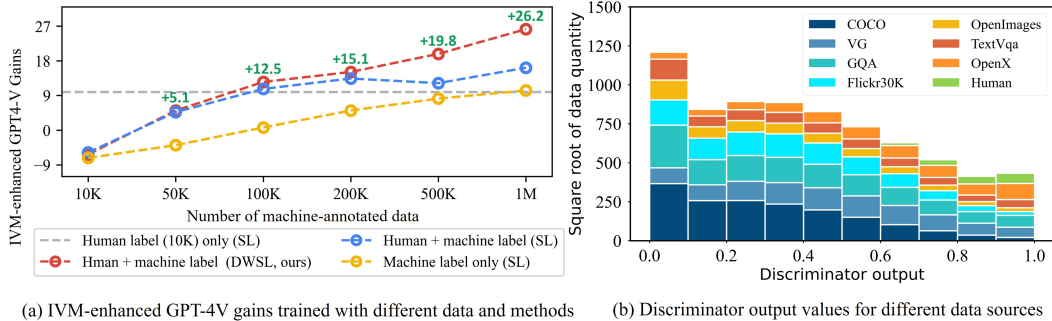 IVM-enhanced GPT4-V Gains
27
18
9
0
−9
+5.1
+12.5
+15.1
+19.8
+26.2
10K
50K
100K
200K
500K
1M
Number of machine-annotated data
Human label (10K) only (SL)
Human + machine label (SL)
Hman + machine label (DWSL, ours)
Machine label only (SL)
(a) IVM-enhanced GPT-4V gains trained with different data and methods
Square root of data quantity
1500
1250
1000
750
500
250
0
COCO
VG
GQA
Flickr30K
OpenImages
TextVqa
OpenX
Human
0.0
0.2
0.4
0.6
0.8
1.0
Discriminator output
(b) Discriminator output values for different data sources